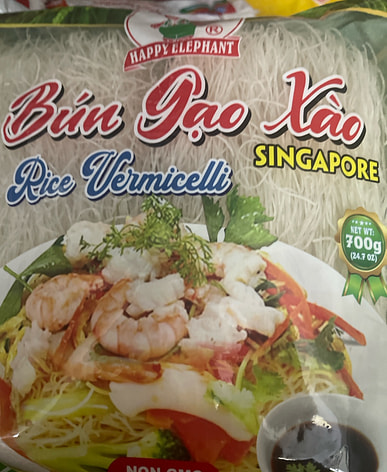 HAPPY ELEPHANT
®
Bún Gạo Xào
SINGAPORE
Rice Vermicelli
NET WT:
700g
(24.7 OZ)